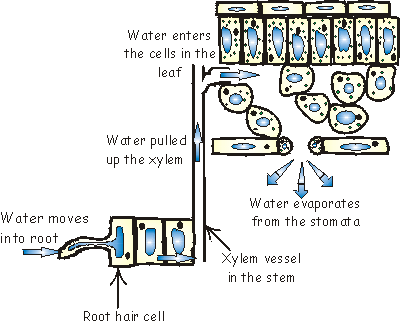 Water enters
the cells in the
leaf
Water pulled
up the xylem
Water evaporates
from the stomata
Water moves
into root
Xylem vessel
in the stem
Root hair cell